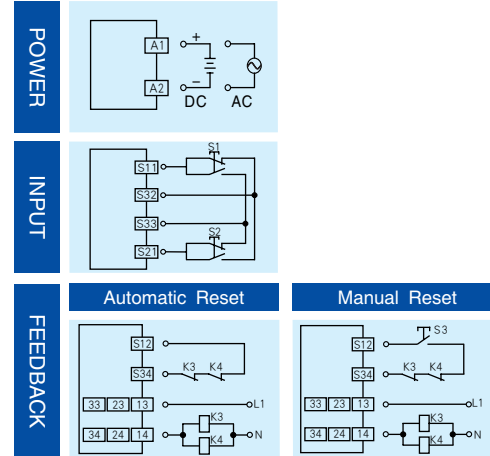 POWER
A1
+
A2
−
DC AC
INPUT
S1
S11
S32
S33
S2
S21
FEEDBACK
Automatic Reset
S12
S34
K3 K4
33 23 13
L1
34 24 14
K3
K4
N
Manual Reset
S3
S12
S34
K3 K4
33 23 13
L1
34 24 14
K3
K4
N